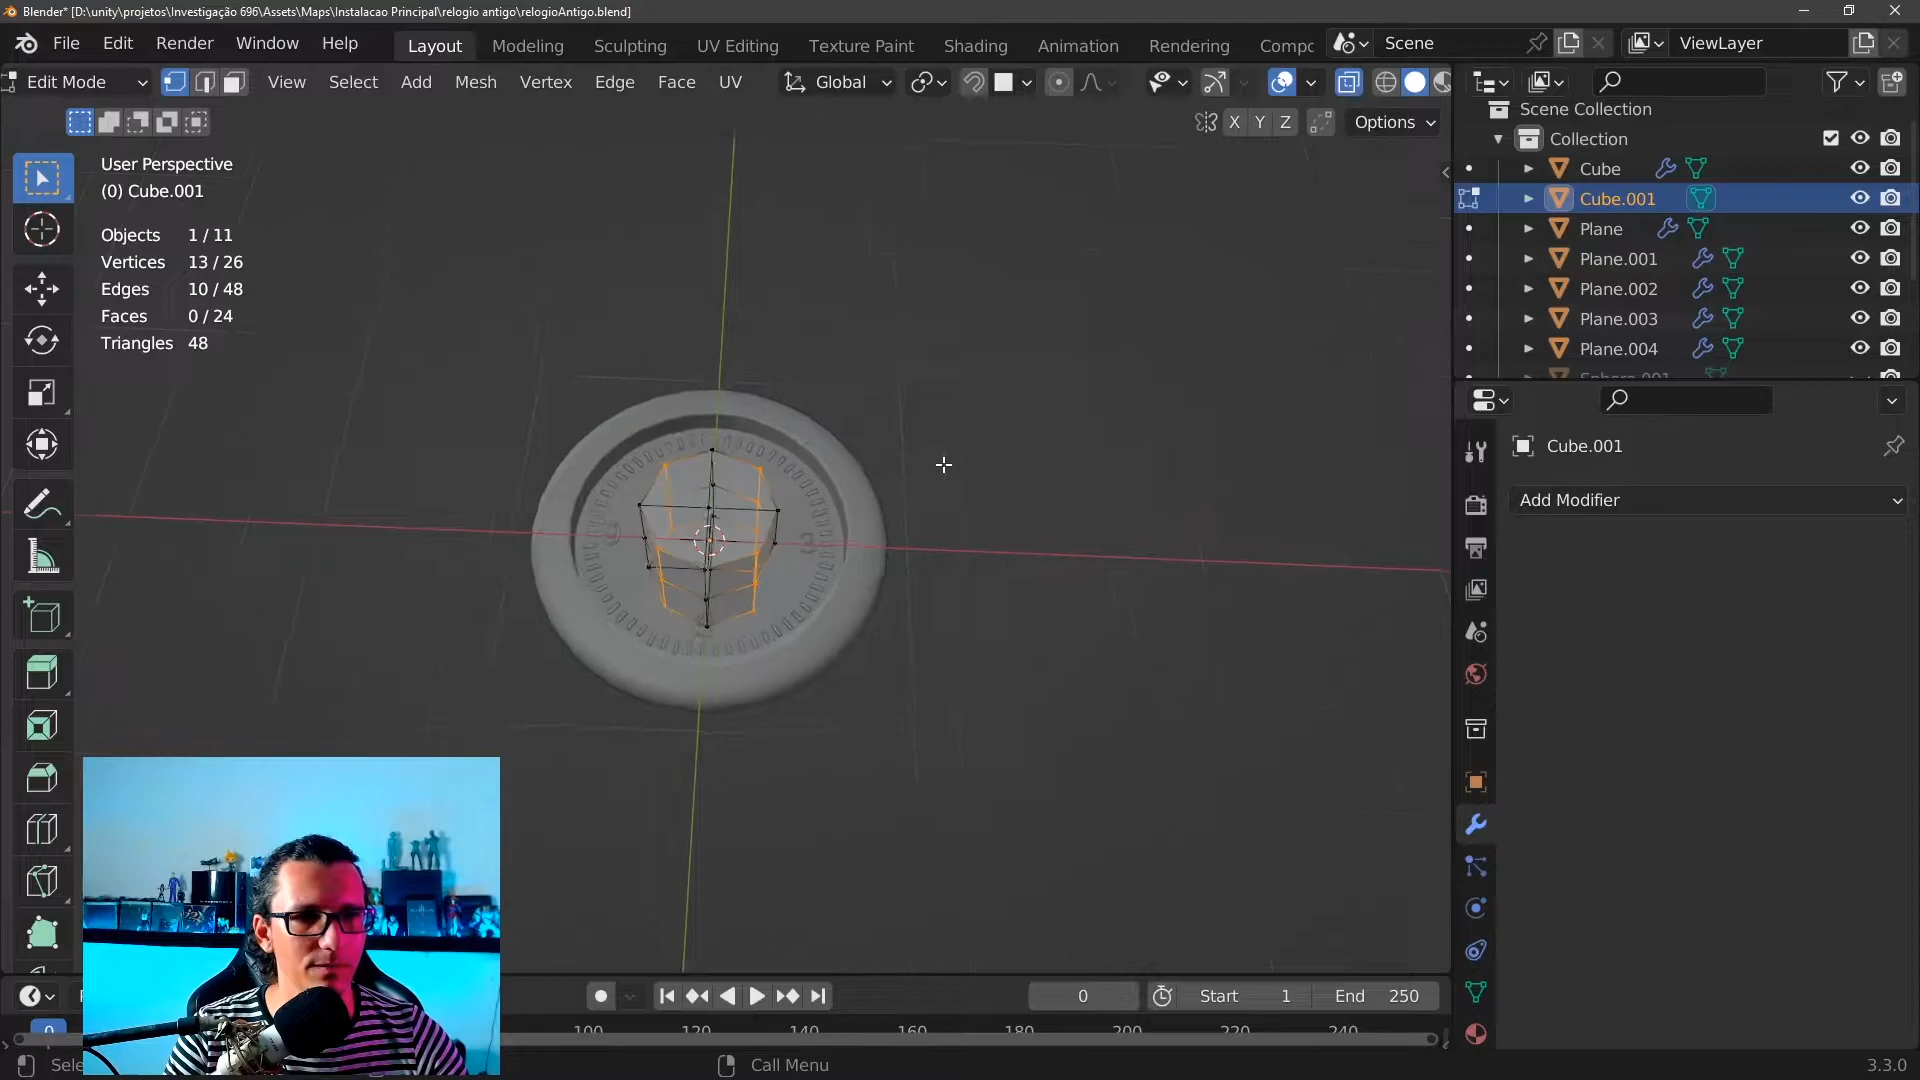 Blender* [D:\unity\projetos\Investigação 696\Assets\Maps\Instalacao Principal\relogio antigo\relogioAntigo.blend]
File Edit Render Window Help Layout Modeling Sculpting UV Editing Texture Paint Shading Animation Rendering Compc Scene ViewLayer
Edit Mode View Select Add Mesh Vertex Edge Face UV Global
X Y Z Options
User Perspective
(0) Cube.001
Objects 1 / 11
Vertices 13 / 26
Edges 10 / 48
Faces 0 / 24
Triangles 48
Scene Collection
Collection
Cube
Cube.001
Plane
Plane.001
Plane.002
Plane.003
Plane.004
Sphere.001
Cube.001
Add Modifier
0 Start 1 End 250
0 100 120 140 160 180 200 220 240
Sele Call Menu 3.3.0